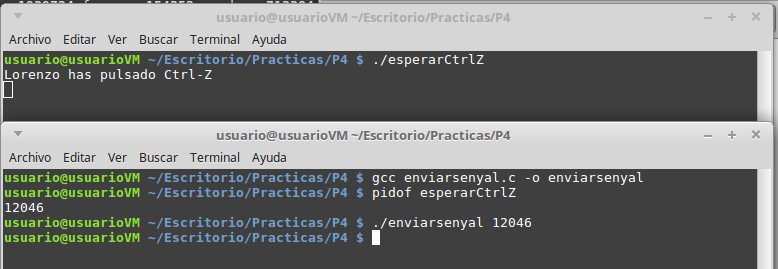 usuario@usuarioVM ~/Escritorio/Practicas/P4
Archivo Editar Ver Buscar Terminal Ayuda
usuario@usuarioVM ~/Escritorio/Practicas/P4 $ ./esperarCtrlZ
Lorenzo has pulsado Ctrl-Z
usuario@usuarioVM:~/Escritorio/Practicas/P4
Archivo Editar Ver Buscar Terminal Ayuda
usuario@usuarioVM ~/Escritorio/Practicas/P4 $ gcc enviarsenyal.c -o enviarsenyal
usuario@usuarioVM ~/Escritorio/Practicas/P4 $ pidof esperarCtrlZ
12046
usuario@usuarioVM ~/Escritorio/Practicas/P4 $ ./enviarsenyal 12046
usuario@usuarioVM ~/Escritorio/Practicas/P4 $